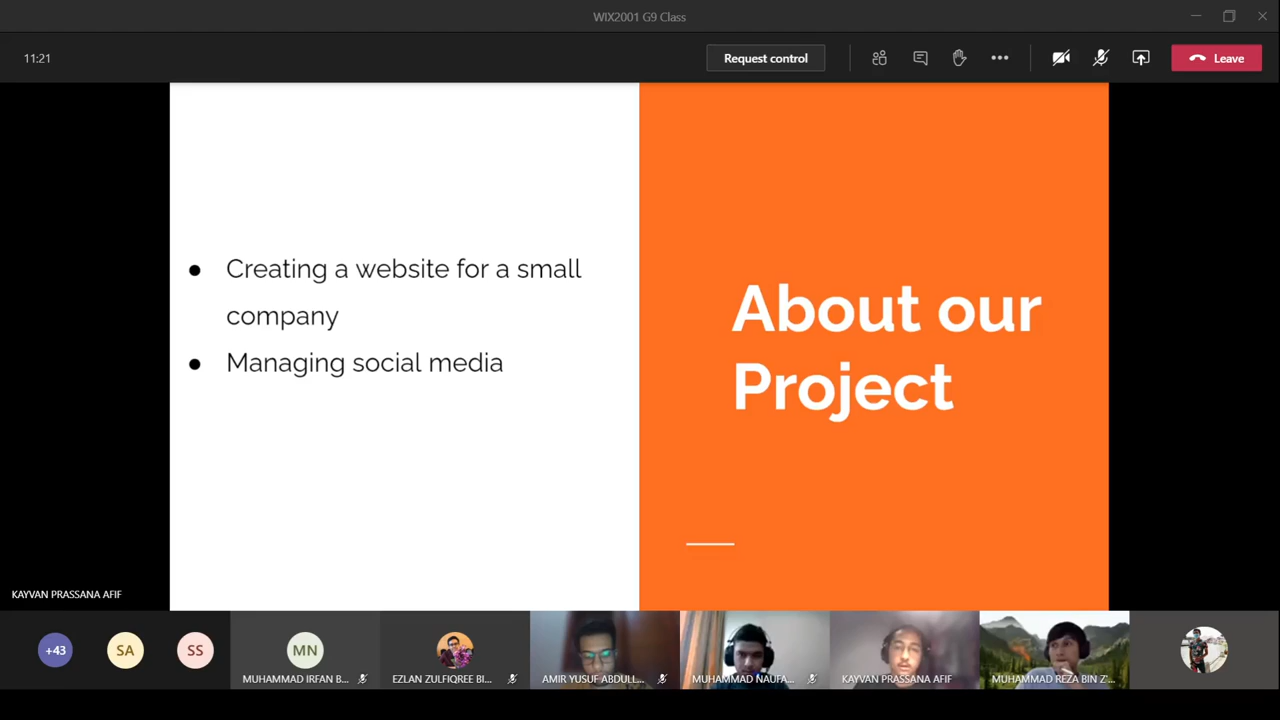 WIX2001 G9 Class
11:21
Request control
Leave
Creating a website for a small
company
Managing social media
About our
Project
KAYVAN PRASSANA AFIF
+43
SA
SS
MN
MUHAMMAD IRFAN B...
EZLAN ZULFIQREE BI...
AMIR YUSUF ABDULL...
MUHAMMAD NAUFA...
KAYVAN PRASSANA AFIF
MUHAMMAD REZA BIN Z'...